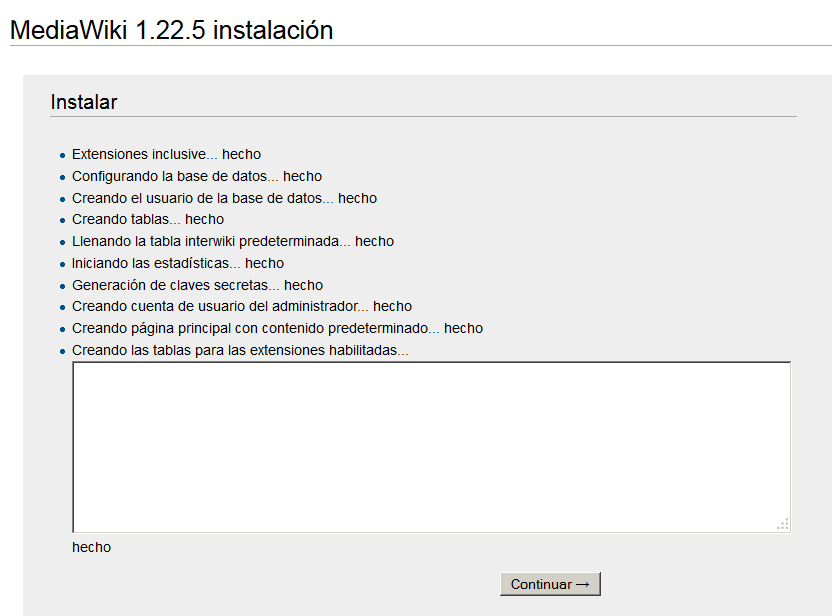 MediaWiki 1.22.5 instalación
Instalar
Extensiones inclusive... hecho
Configurando la base de datos... hecho
Creando el usuario de la base de datos... hecho
Creando tablas... hecho
Llenando la tabla interwiki predeterminada... hecho
Iniciando las estadísticas... hecho
Generación de claves secretas... hecho
Creando cuenta de usuario del administrador... hecho
Creando página principal con contenido predeterminado... hecho
Creando las tablas para las extensiones habilitadas...
hecho
Continuar →